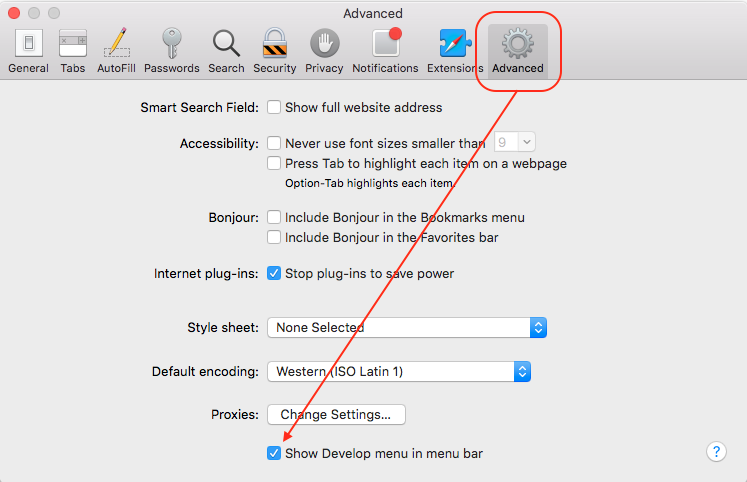 Advanced
General Tabs AutoFill Passwords Search Security Privacy Notifications Extensions Advanced
Smart Search Field: Show full website address
Accessibility: Never use font sizes smaller than 9
Press Tab to highlight each item on a webpage
Option-Tab highlights each item.
Bonjour: Include Bonjour in the Bookmarks menu
Include Bonjour in the Favorites bar
Internet plug-ins: Stop plug-ins to save power
Style sheet: None Selected
Default encoding: Western (ISO Latin 1)
Proxies: Change Settings...
Show Develop menu in menu bar
?